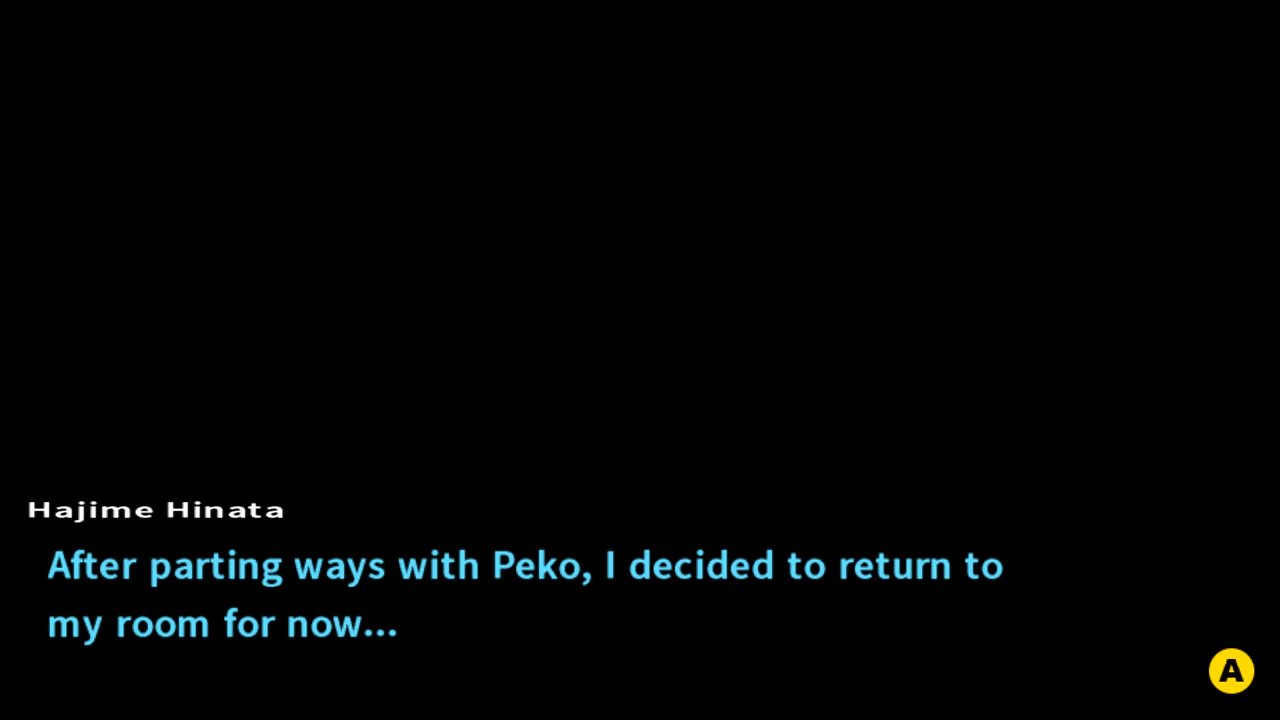 Hajime Hinata
After parting ways with Peko, I decided to return to
my room for now...
A